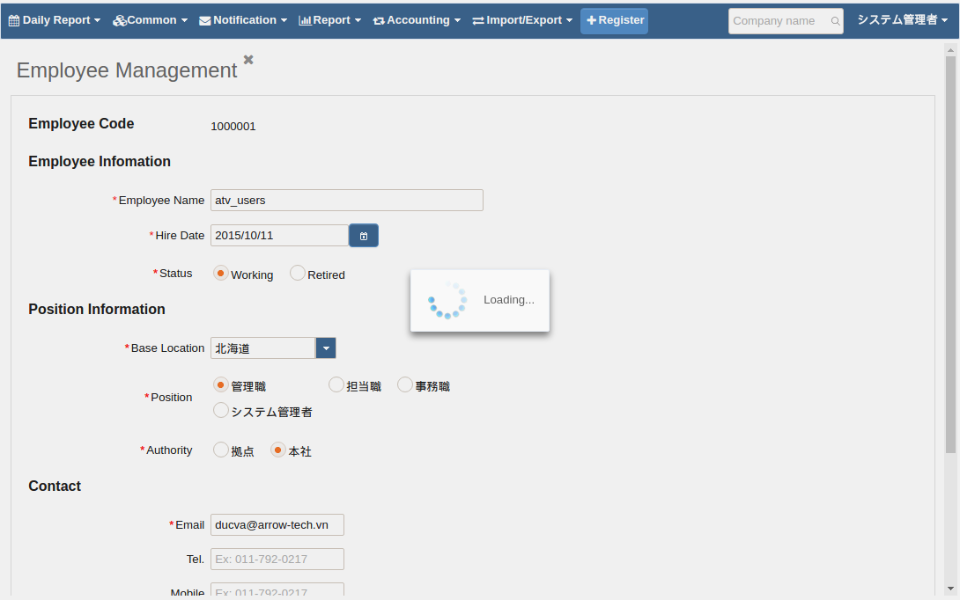 Daily Report Common Notification Report Accounting Import/Export Register Company name システム管理者
Employee Management
Employee Code 1000001
Employee Infomation
*Employee Name atv_users
*Hire Date 2015/10/11
*Status Working Retired
Loading...
Position Information
*Base Location 北海道
*Position 管理職 担当職 事務職
システム管理者
*Authority 拠点 本社
Contact
*Email ducva@arrow-tech.vn
Tel. Ex: 011-792-0217
Mobile Ex: 011-792-0217